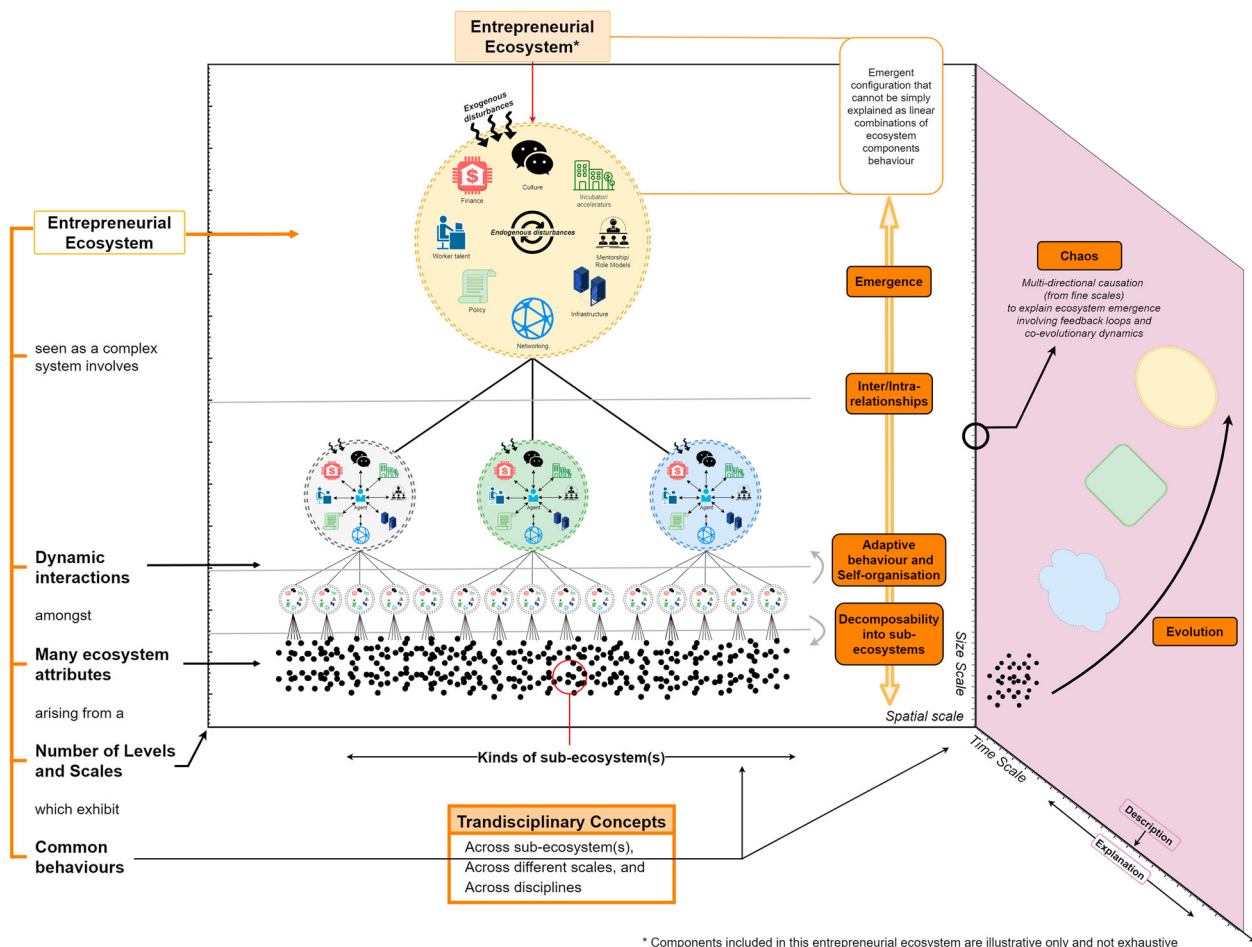 Entrepreneurial
Ecosystem*
Emergent
configuration that
cannot be simply
explained as linear
combinations of
ecosystem
components
behaviour
Exogenous
disturbances
Culture
Finance
Incubator/
accelerators
Endogenous disturbances
Worker talent
Mentorship/
Role Models
Policy
Infrastructure
Networking
Entrepreneurial
Ecosystem
seen as a complex
system involves
Dynamic
interactions
amongst
Many ecosystem
attributes
arising from a
Number of Levels
and Scales
which exhibit
Common
behaviours
Agent
Agent
Agent
Emergence
Inter/Intra-
relationships
Adaptive
behaviour and
Self-organisation
Decomposability
into sub-
ecosystems
Chaos
Multi-directional causation
(from fine scales)
to explain ecosystem emergence
involving feedback loops and
co-evolutionary dynamics
Evolution
Size Scale
Spatial scale
Time Scale
Description
Explanation
Kinds of sub-ecosystem(s)
Trandisciplinary Concepts
Across sub-ecosystem(s),
Across different scales, and
Across disciplines
* Components included in this entrepreneurial ecosystem are illustrative only and not exhaustive